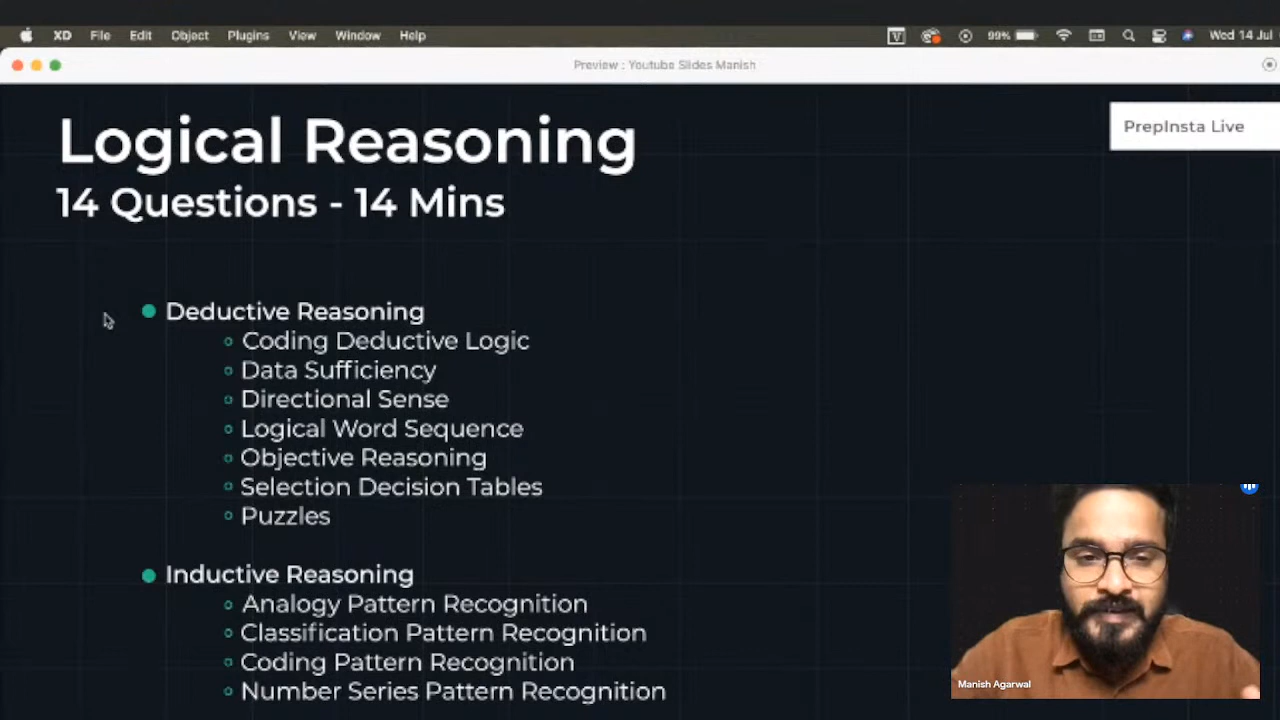 XD File Edit Object Plugins View Window Help 99% Wed 14 Jul
Preview : Youtube Slides Manish
Logical Reasoning
PrepInsta Live
14 Questions - 14 Mins
Deductive Reasoning
Coding Deductive Logic
Data Sufficiency
Directional Sense
Logical Word Sequence
Objective Reasoning
Selection Decision Tables
Puzzles
Inductive Reasoning
Analogy Pattern Recognition
Classification Pattern Recognition
Coding Pattern Recognition
Number Series Pattern Recognition
Manish Agarwal